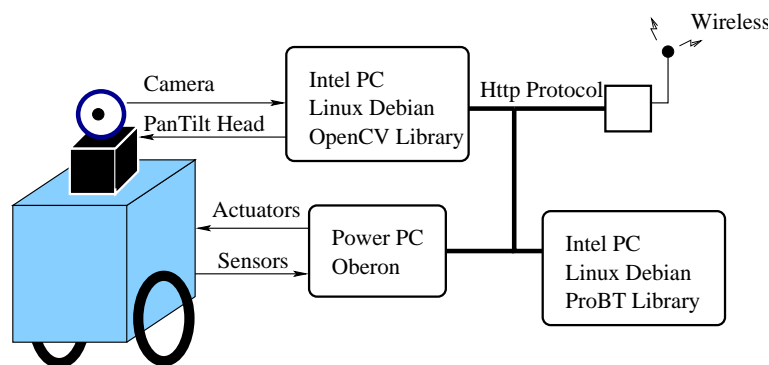 Wireless
Camera
PanTilt Head
Intel PC
Linux Debian
OpenCV Library
Http Protocol
Actuators
Sensors
Power PC
Oberon
Intel PC
Linux Debian
ProBT Library